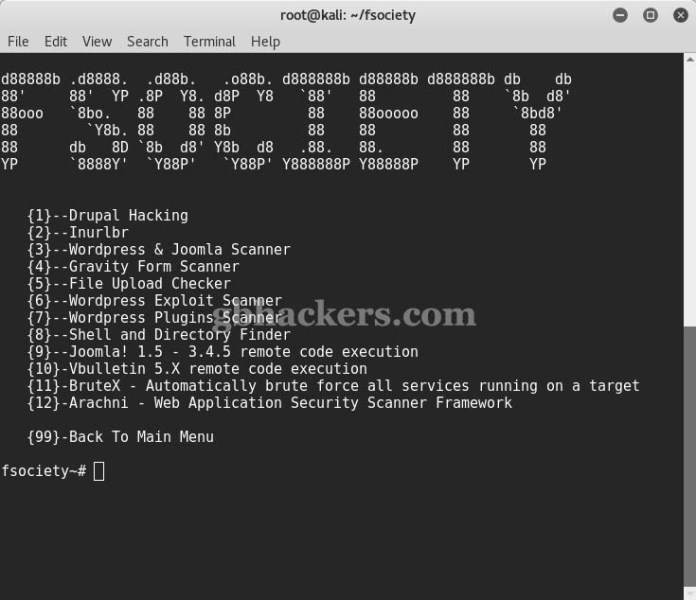 root@kali: ~/fsociety
File Edit View Search Terminal Help
d88888b .d8888. .d88b. .o88b. d888888b d88888b d888888b db    db
88'     88'  YP .8P  Y8. d8P  Y8   `88'   88         88    `8b  d8'
88ooo   `8bo.   88    88 8P         88    88ooooo    88     `8bd8'
88        `Y8b. 88    88 8b         88    88         88       88
88      db   8D `8b  d8' Y8b  d8   .88.   88.        88       88
YP      `8888Y'  `Y88P'   `Y88P' Y888888P Y88888P    YP       YP
{1}--Drupal Hacking
{2}--Inurlbr
{3}--Wordpress & Joomla Scanner
{4}--Gravity Form Scanner
{5}--File Upload Checker
{6}--Wordpress Exploit Scanner
{7}--Wordpress Plugins Scanner
{8}--Shell and Directory Finder
{9}--Joomla! 1.5 - 3.4.5 remote code execution
{10}-Vbulletin 5.X remote code execution
{11}-BruteX - Automatically brute force all services running on a target
{12}-Arachni - Web Application Security Scanner Framework
{99}-Back To Main Menu
fsociety~#
gbhackers.com